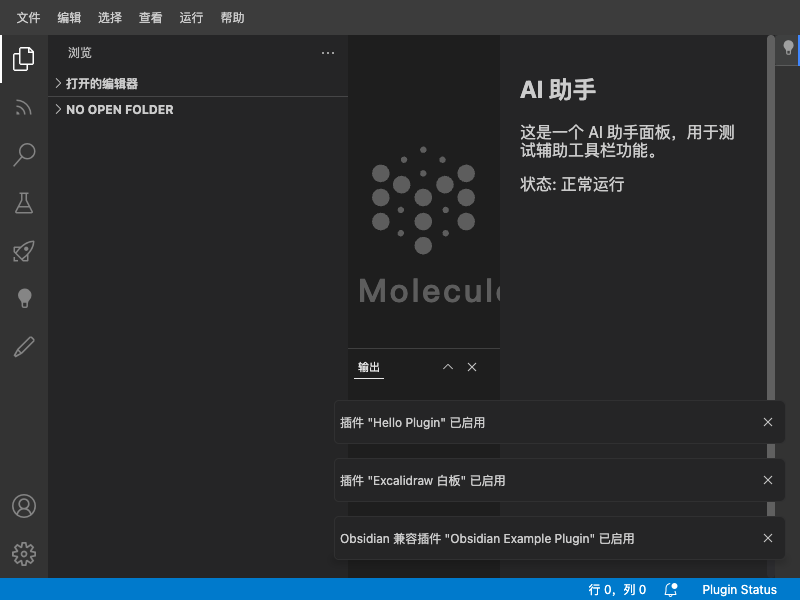 文件 编辑 选择 查看 运行 帮助
浏览
打开的编辑器
NO OPEN FOLDER
Molecule
输出
AI 助手
这是一个 AI 助手面板，用于测
试辅助工具栏功能。
状态: 正常运行
插件 "Hello Plugin" 已启用
插件 "Excalidraw 白板" 已启用
Obsidian 兼容插件 "Obsidian Example Plugin" 已启用
行 0，列 0 Plugin Status